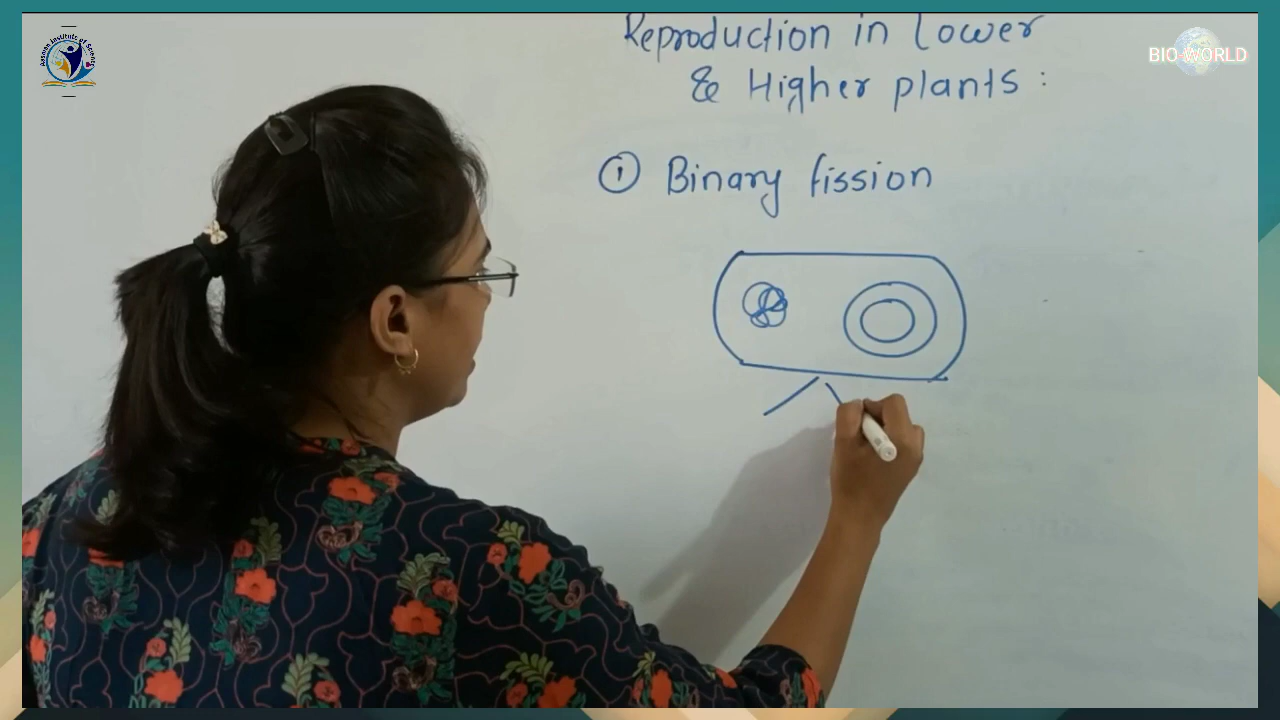 Reproduction in Lower
& Higher plants :
① Binary fission
BIO-WORLD